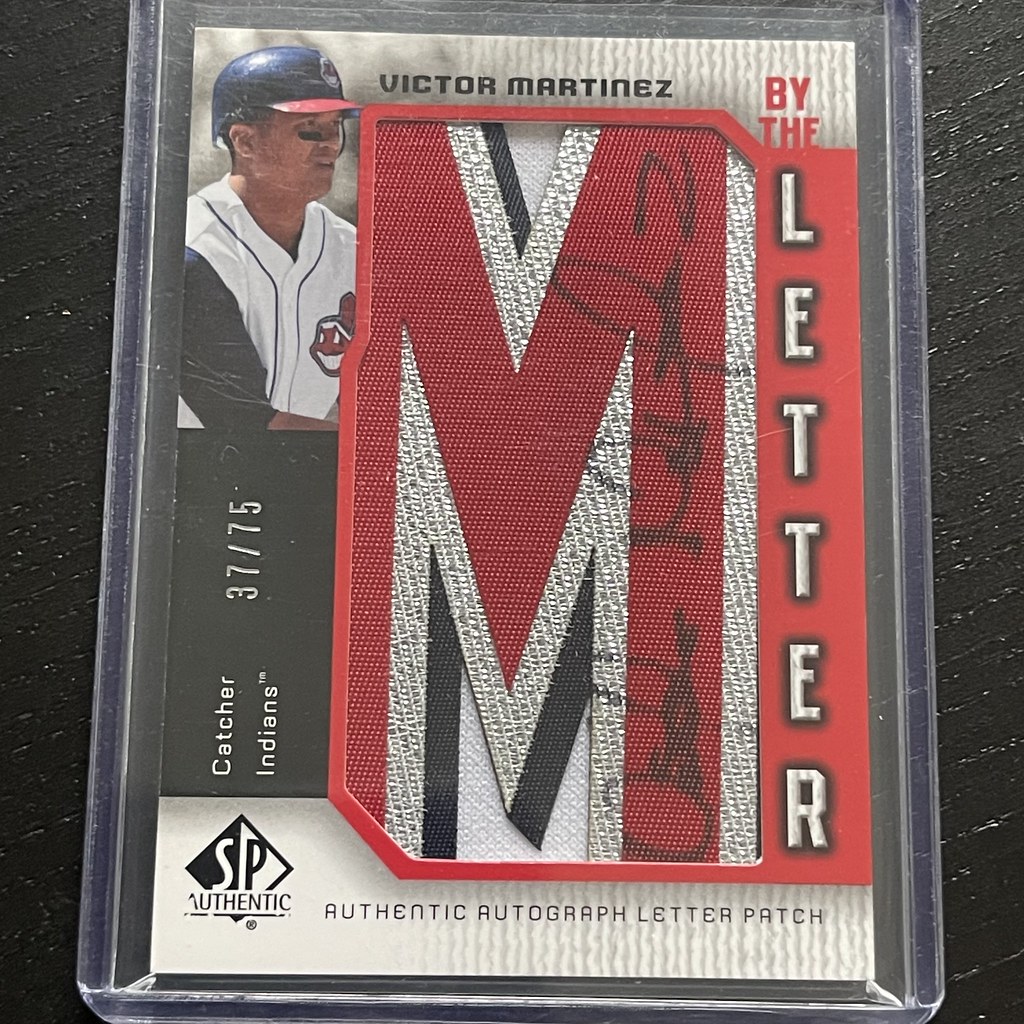 VICTOR MARTINEZ
BY
THE
LETTER
M
37/75
Catcher
Indians™
SP
AUTHENTIC
®
AUTHENTIC AUTOGRAPH LETTER PATCH